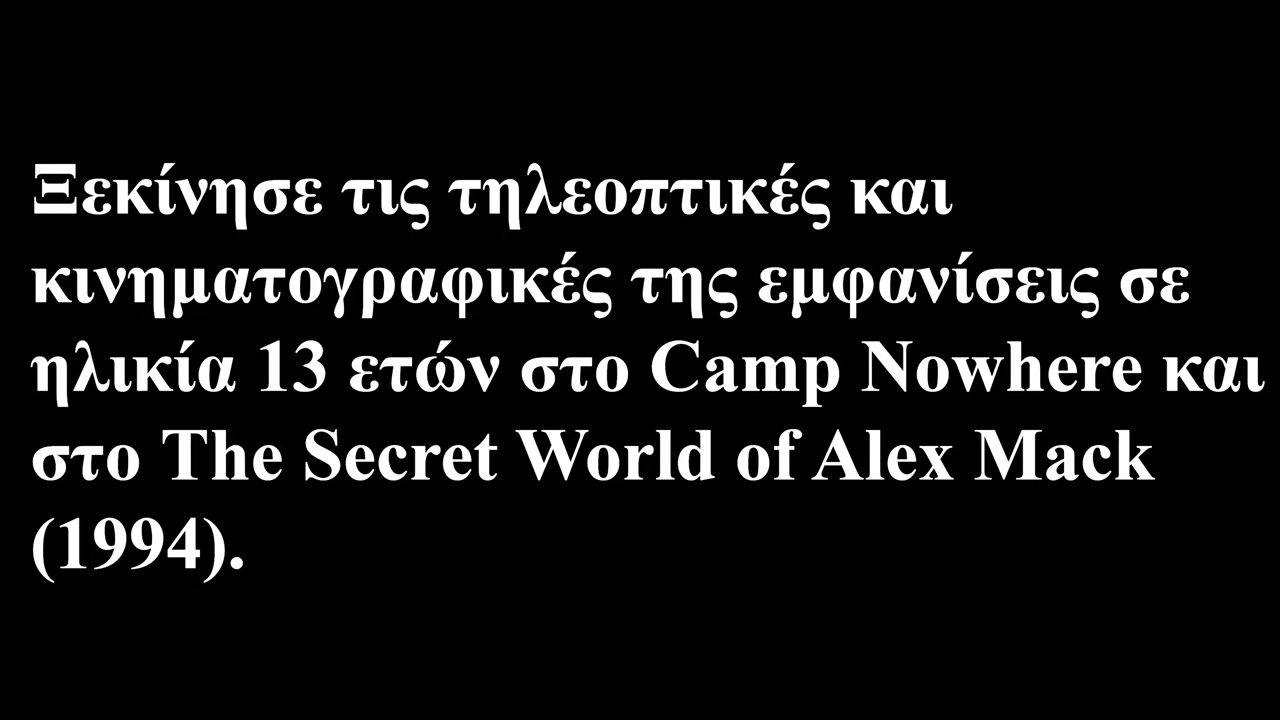 Ξεκίνησε τις τηλεοπτικές και
κινηματογραφικές της εμφανίσεις σε
ηλικία 13 ετών στο Camp Nowhere και
στο The Secret World of Alex Mack
(1994).